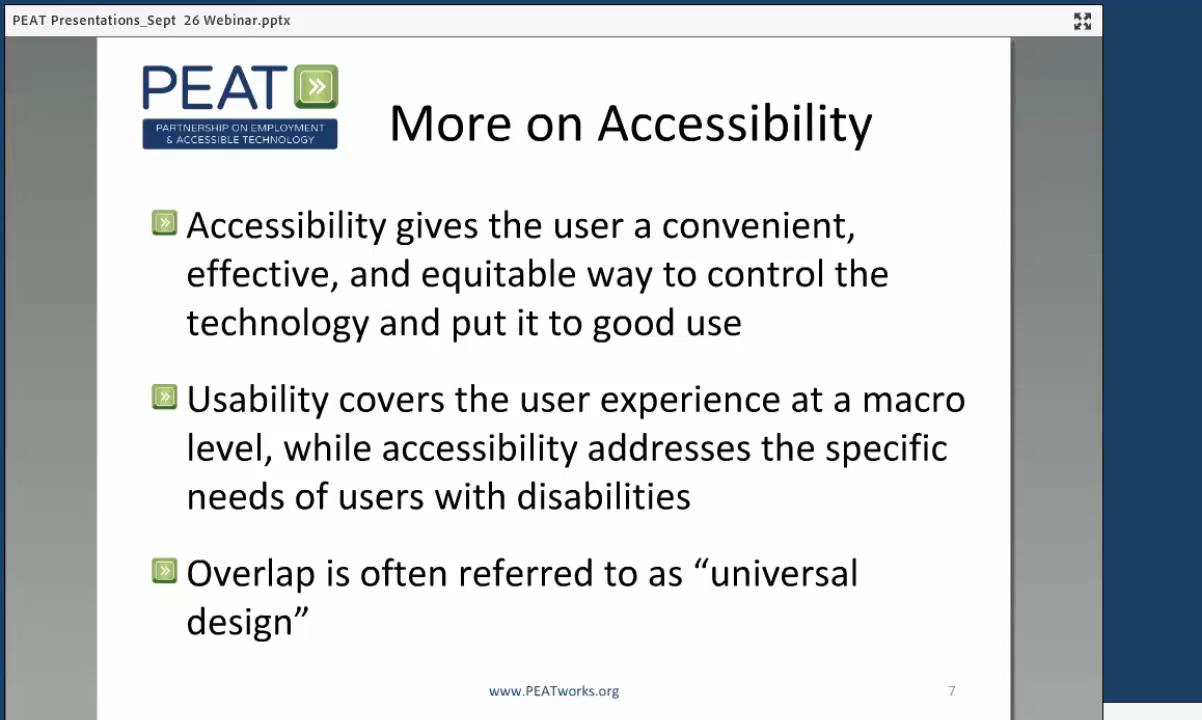 PEAT Presentations_Sept 26 Webinar.pptx
PEAT
PARTNERSHIP ON EMPLOYMENT
& ACCESSIBLE TECHNOLOGY
More on Accessibility
Accessibility gives the user a convenient,
effective, and equitable way to control the
technology and put it to good use
Usability covers the user experience at a macro
level, while accessibility addresses the specific
needs of users with disabilities
Overlap is often referred to as “universal
design”
www.PEATworks.org
7